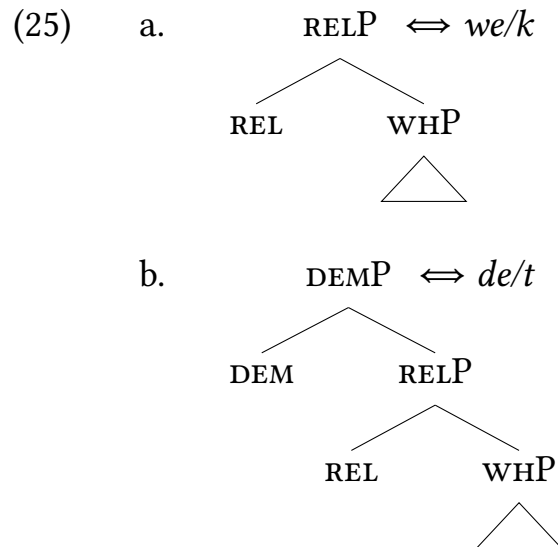 (25) a. RELP ⇔ we/k
REL WHP
b. DEMP ⇔ de/t
DEM RELP
REL WHP